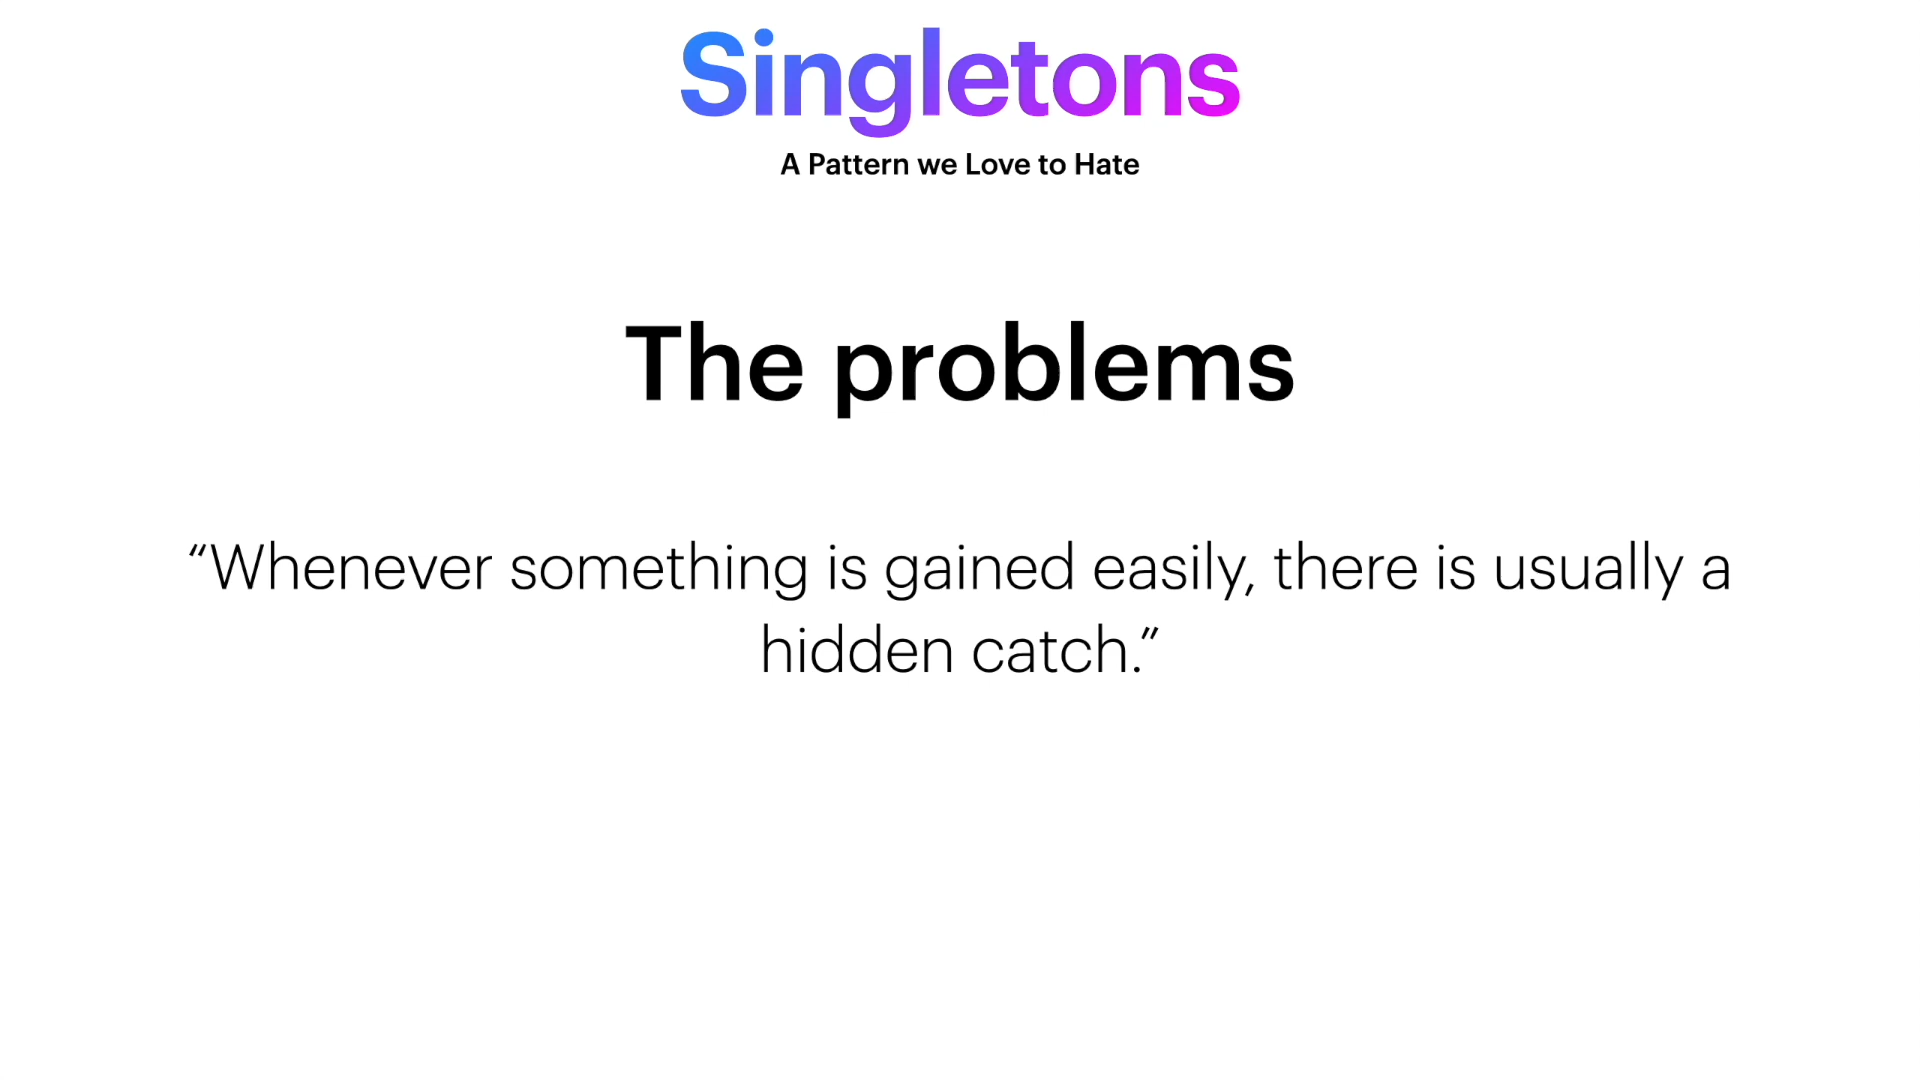 Singletons
A Pattern we Love to Hate
The problems
“Whenever something is gained easily, there is usually a
hidden catch.”